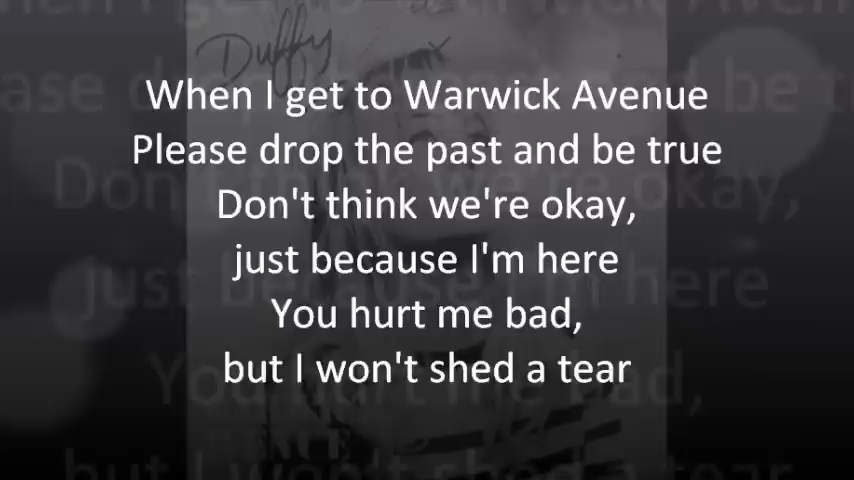 Duffy
When I get to Warwick Avenue
Please drop the past and be true
Don't think we're okay,
just because I'm here
You hurt me bad,
but I won't shed a tear